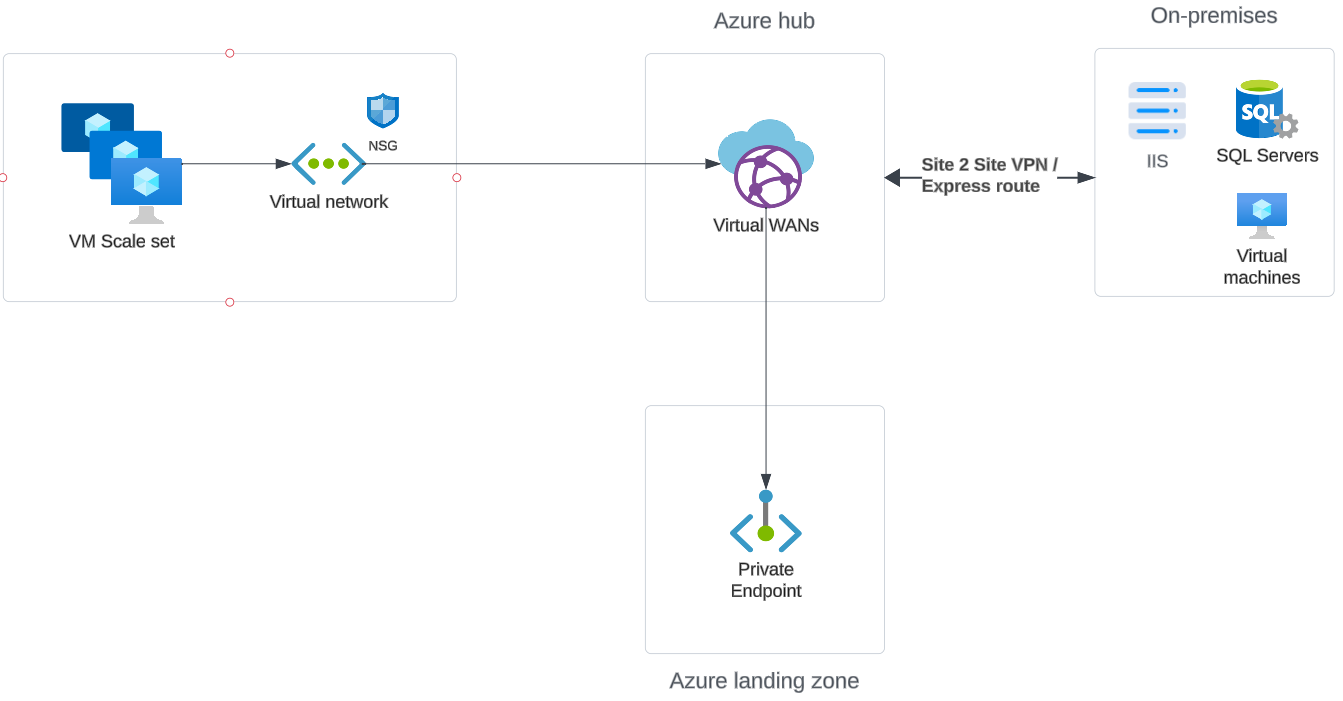 Azure hub
On-premises
NSG
Virtual network
VM Scale set
Virtual WANs
Site 2 Site VPN /
Express route
IIS
SQL
SQL Servers
Virtual
machines
Private
Endpoint
Azure landing zone